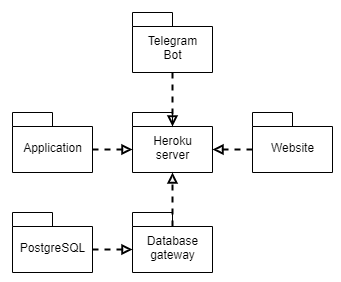 Telegram
Bot
Application
Heroku
server
Website
PostgreSQL
Database
gateway